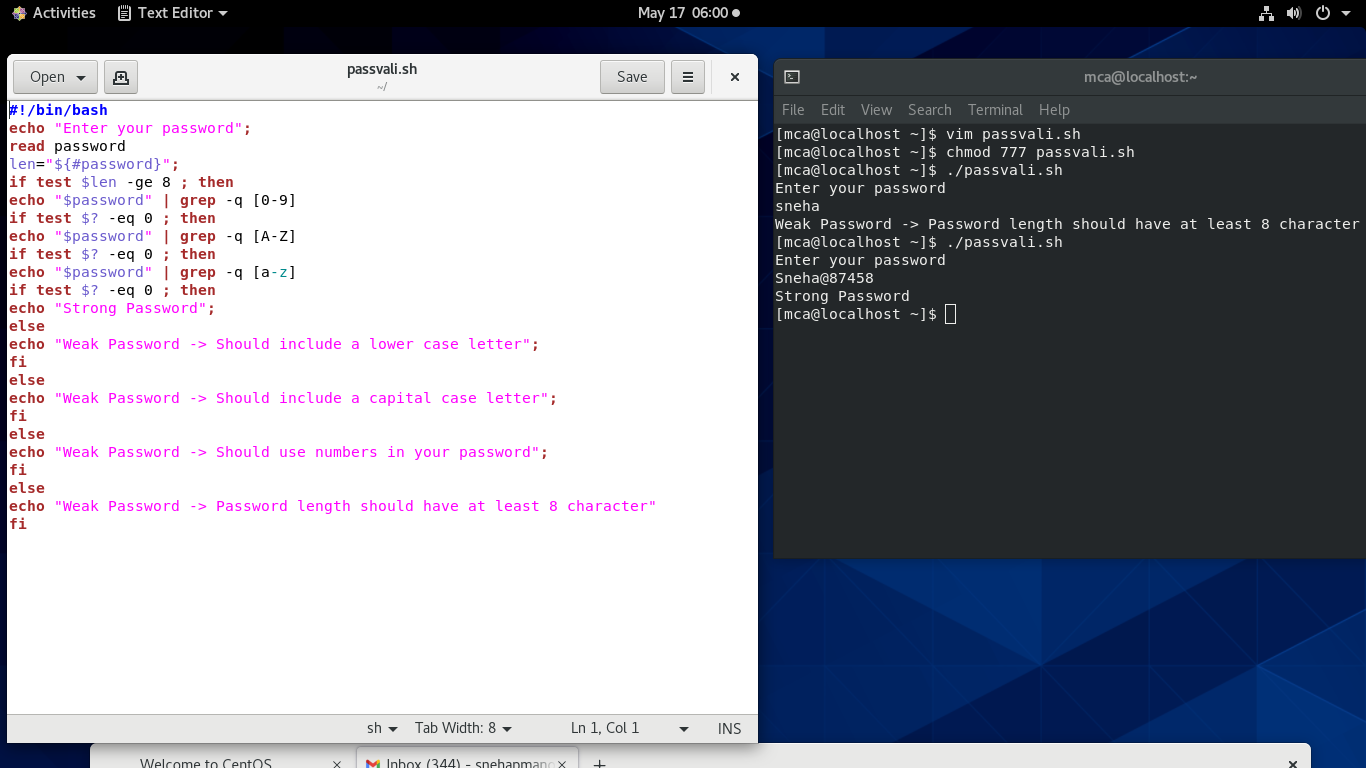 Activities Text Editor May 17 06:00
Open passvali.sh Save
~/
#!/bin/bash
echo "Enter your password";
read password
len="${#password}";
if test $len -ge 8 ; then
echo "$password" | grep -q [0-9]
if test $? -eq 0 ; then
echo "$password" | grep -q [A-Z]
if test $? -eq 0 ; then
echo "$password" | grep -q [a-z]
if test $? -eq 0 ; then
echo "Strong Password";
else
echo "Weak Password -> Should include a lower case letter";
fi
else
echo "Weak Password -> Should include a capital case letter";
fi
else
echo "Weak Password -> Should use numbers in your password";
fi
else
echo "Weak Password -> Password length should have at least 8 character"
fi
sh Tab Width: 8 Ln 1, Col 1 INS
mca@localhost:~
File Edit View Search Terminal Help
[mca@localhost ~]$ vim passvali.sh
[mca@localhost ~]$ chmod 777 passvali.sh
[mca@localhost ~]$ ./passvali.sh
Enter your password
sneha
Weak Password -> Password length should have at least 8 character
[mca@localhost ~]$ ./passvali.sh
Enter your password
Sneha@87458
Strong Password
[mca@localhost ~]$
Welcome to CentOS Inbox (344) -